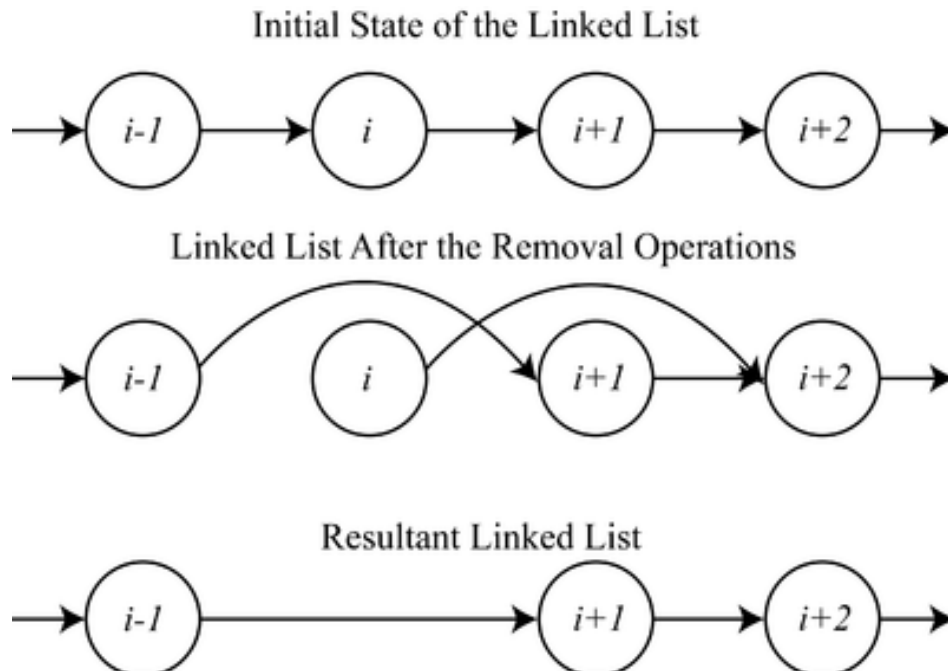 Initial State of the Linked List
i-1 i i+1 i+2
Linked List After the Removal Operations
i-1 i i+1 i+2
Resultant Linked List
i-1 i+1 i+2